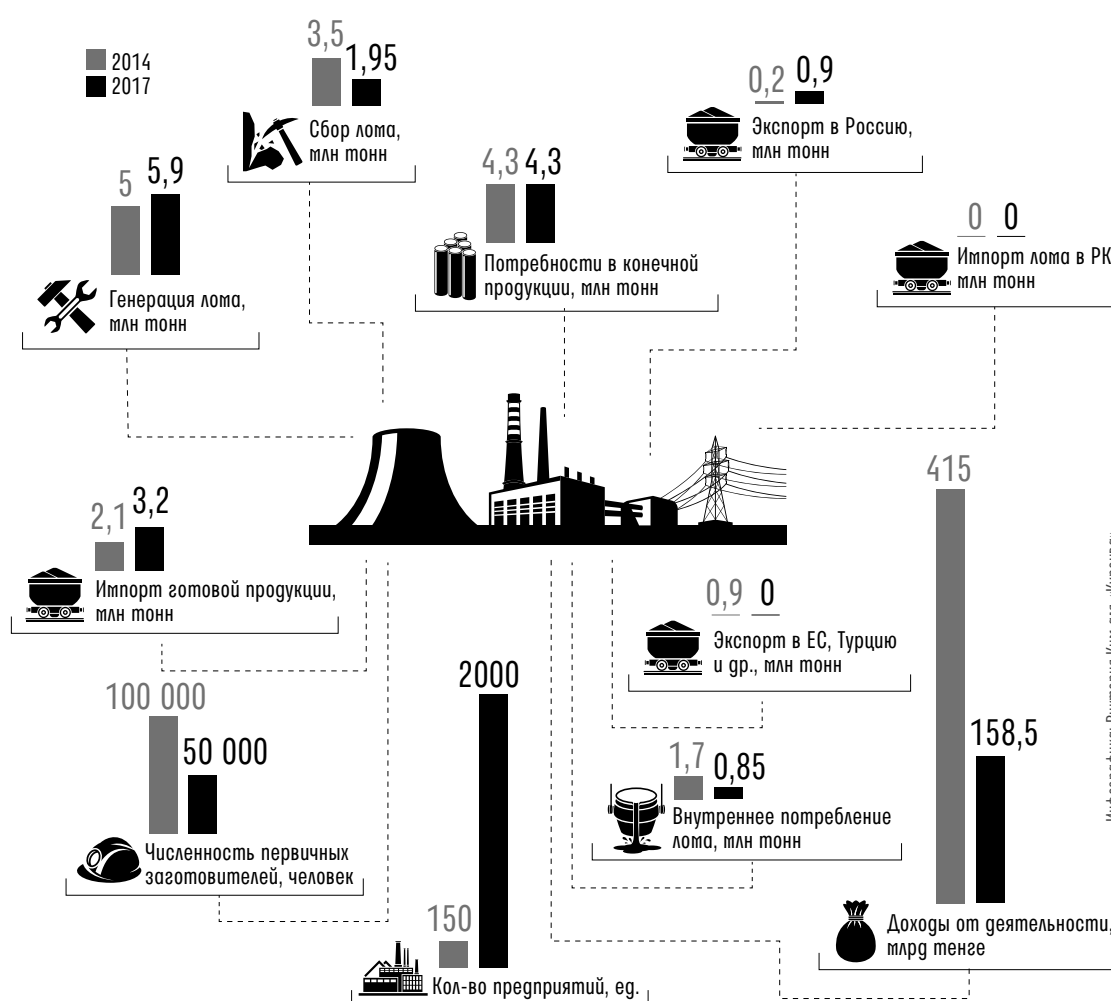 2014
2017
3,5
1,95
Сбор лома,
млн тонн
0,2
0,9
Экспорт в Россию,
млн тонн
5
5,9
Генерация лома,
млн тонн
4,3
4,3
Потребности в конечной
продукции, млн тонн
0
0
Импорт лома в РК
млн тонн
415
158,5
Доходы от деятельности,
млрд тенге
2,1
3,2
Импорт готовой продукции,
млн тонн
0,9
0
Экспорт в ЕС, Турцию
и др., млн тонн
100 000
50 000
Численность первичных
заготовителей, человек
1,7
0,85
Внутреннее потребление
лома, млн тонн
150
2000
Кол-во предприятий, ед.